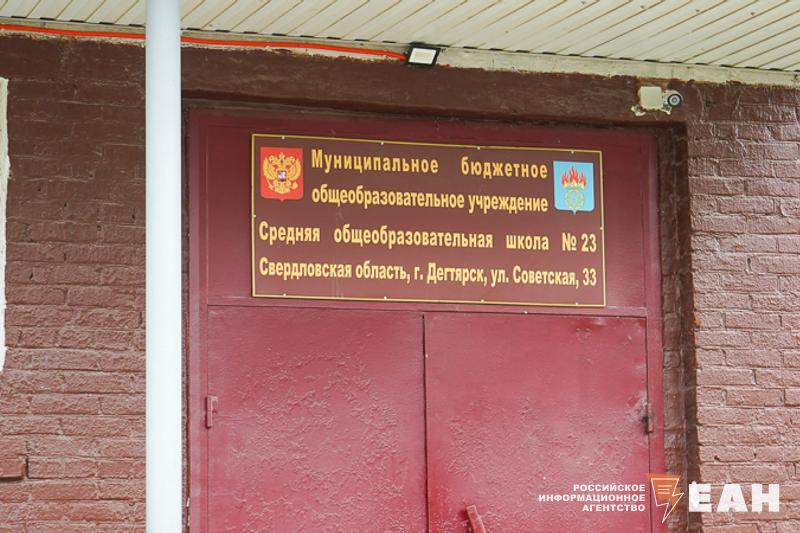 Муниципальное бюджетное
общеобразовательное учреждение
Средняя общеобразовательная школа № 23
Свердловская область, г. Дегтярск, ул. Советская, 33
РОССИЙСКОЕ
ИНФОРМАЦИОННОЕ
АГЕНТСТВО
ЕАН